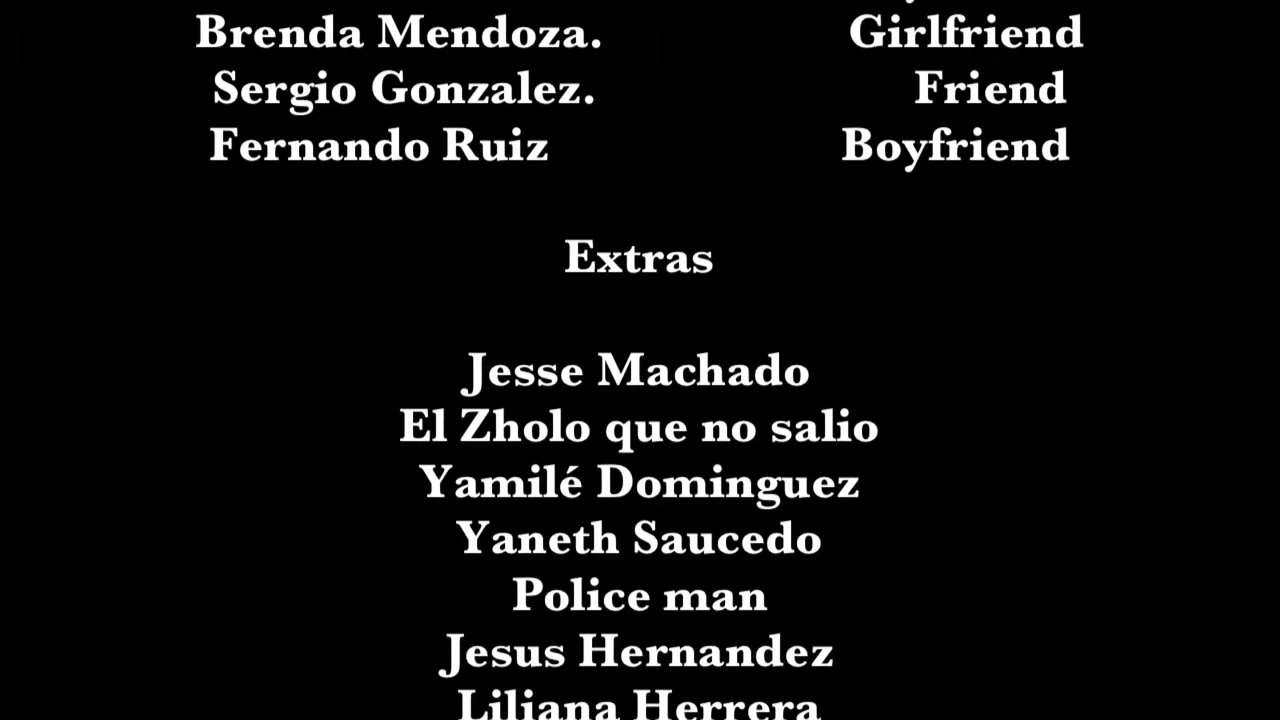 Brenda Mendoza. Girlfriend
Sergio Gonzalez. Friend
Fernando Ruiz Boyfriend
Extras
Jesse Machado
El Zholo que no salio
Yamilé Dominguez
Yaneth Saucedo
Police man
Jesus Hernandez
Liliana Herrera